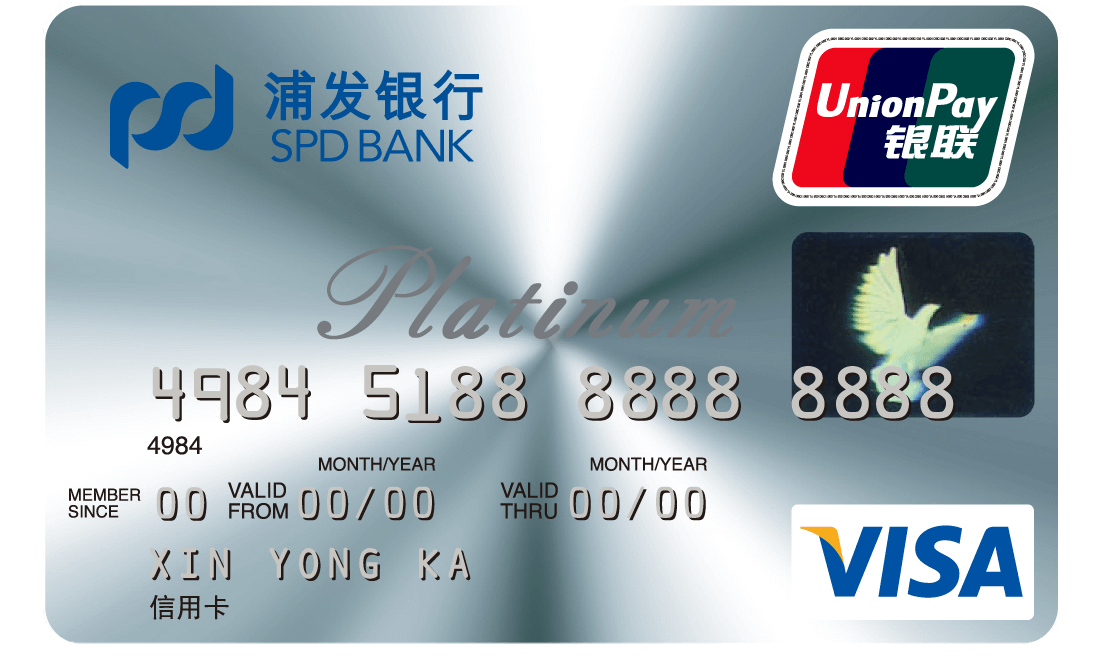 浦发银行
SPD BANK
UnionPay
银联
Platinum
4984 5188 8888 8888
4984
MONTH/YEAR MONTH/YEAR
MEMBER SINCE 00 VALID FROM 00/00 VALID THRU 00/00
XIN YONG KA
信用卡
VISA